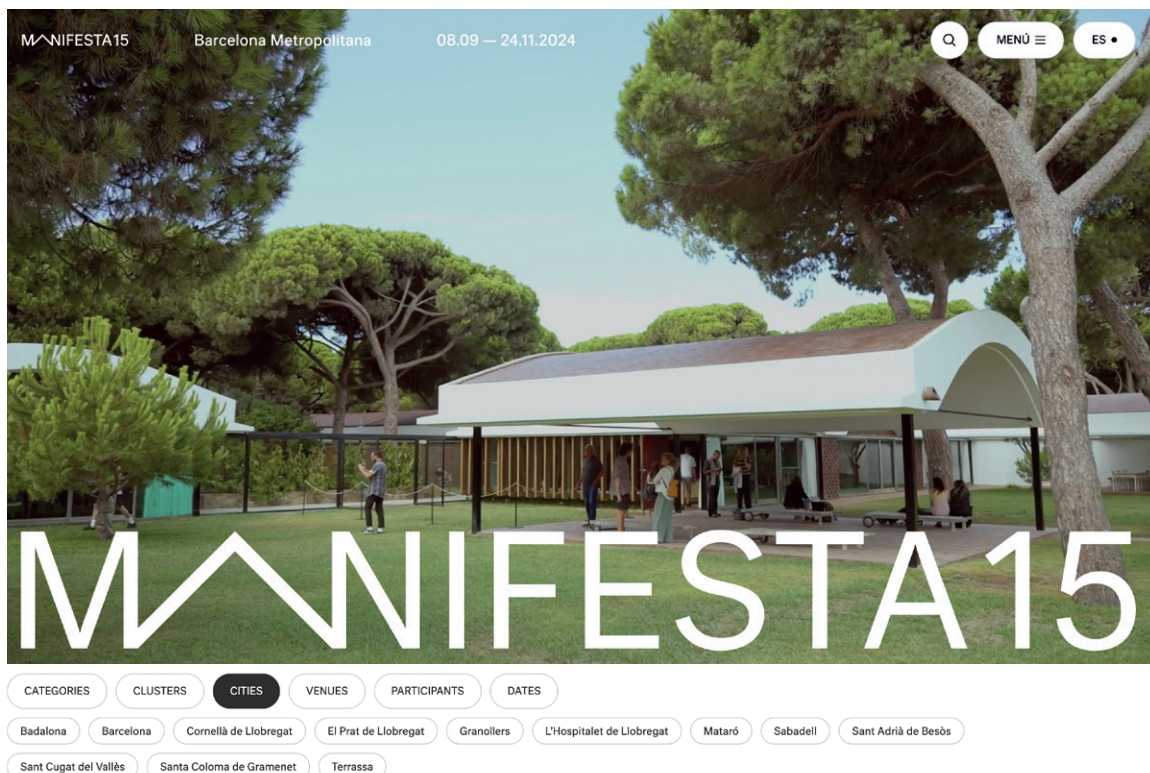 MANIFESTA15 Barcelona Metropolitana 08.09 — 24.11.2024 MENÚ ES
MANIFESTA15
CATEGORIES CLUSTERS CITIES VENUES PARTICIPANTS DATES
Badalona Barcelona Cornellà de Llobregat El Prat de Llobregat Granollers L'Hospitalet de Llobregat Mataró Sabadell Sant Adrià de Besòs
Sant Cugat del Vallès Santa Coloma de Gramenet Terrassa